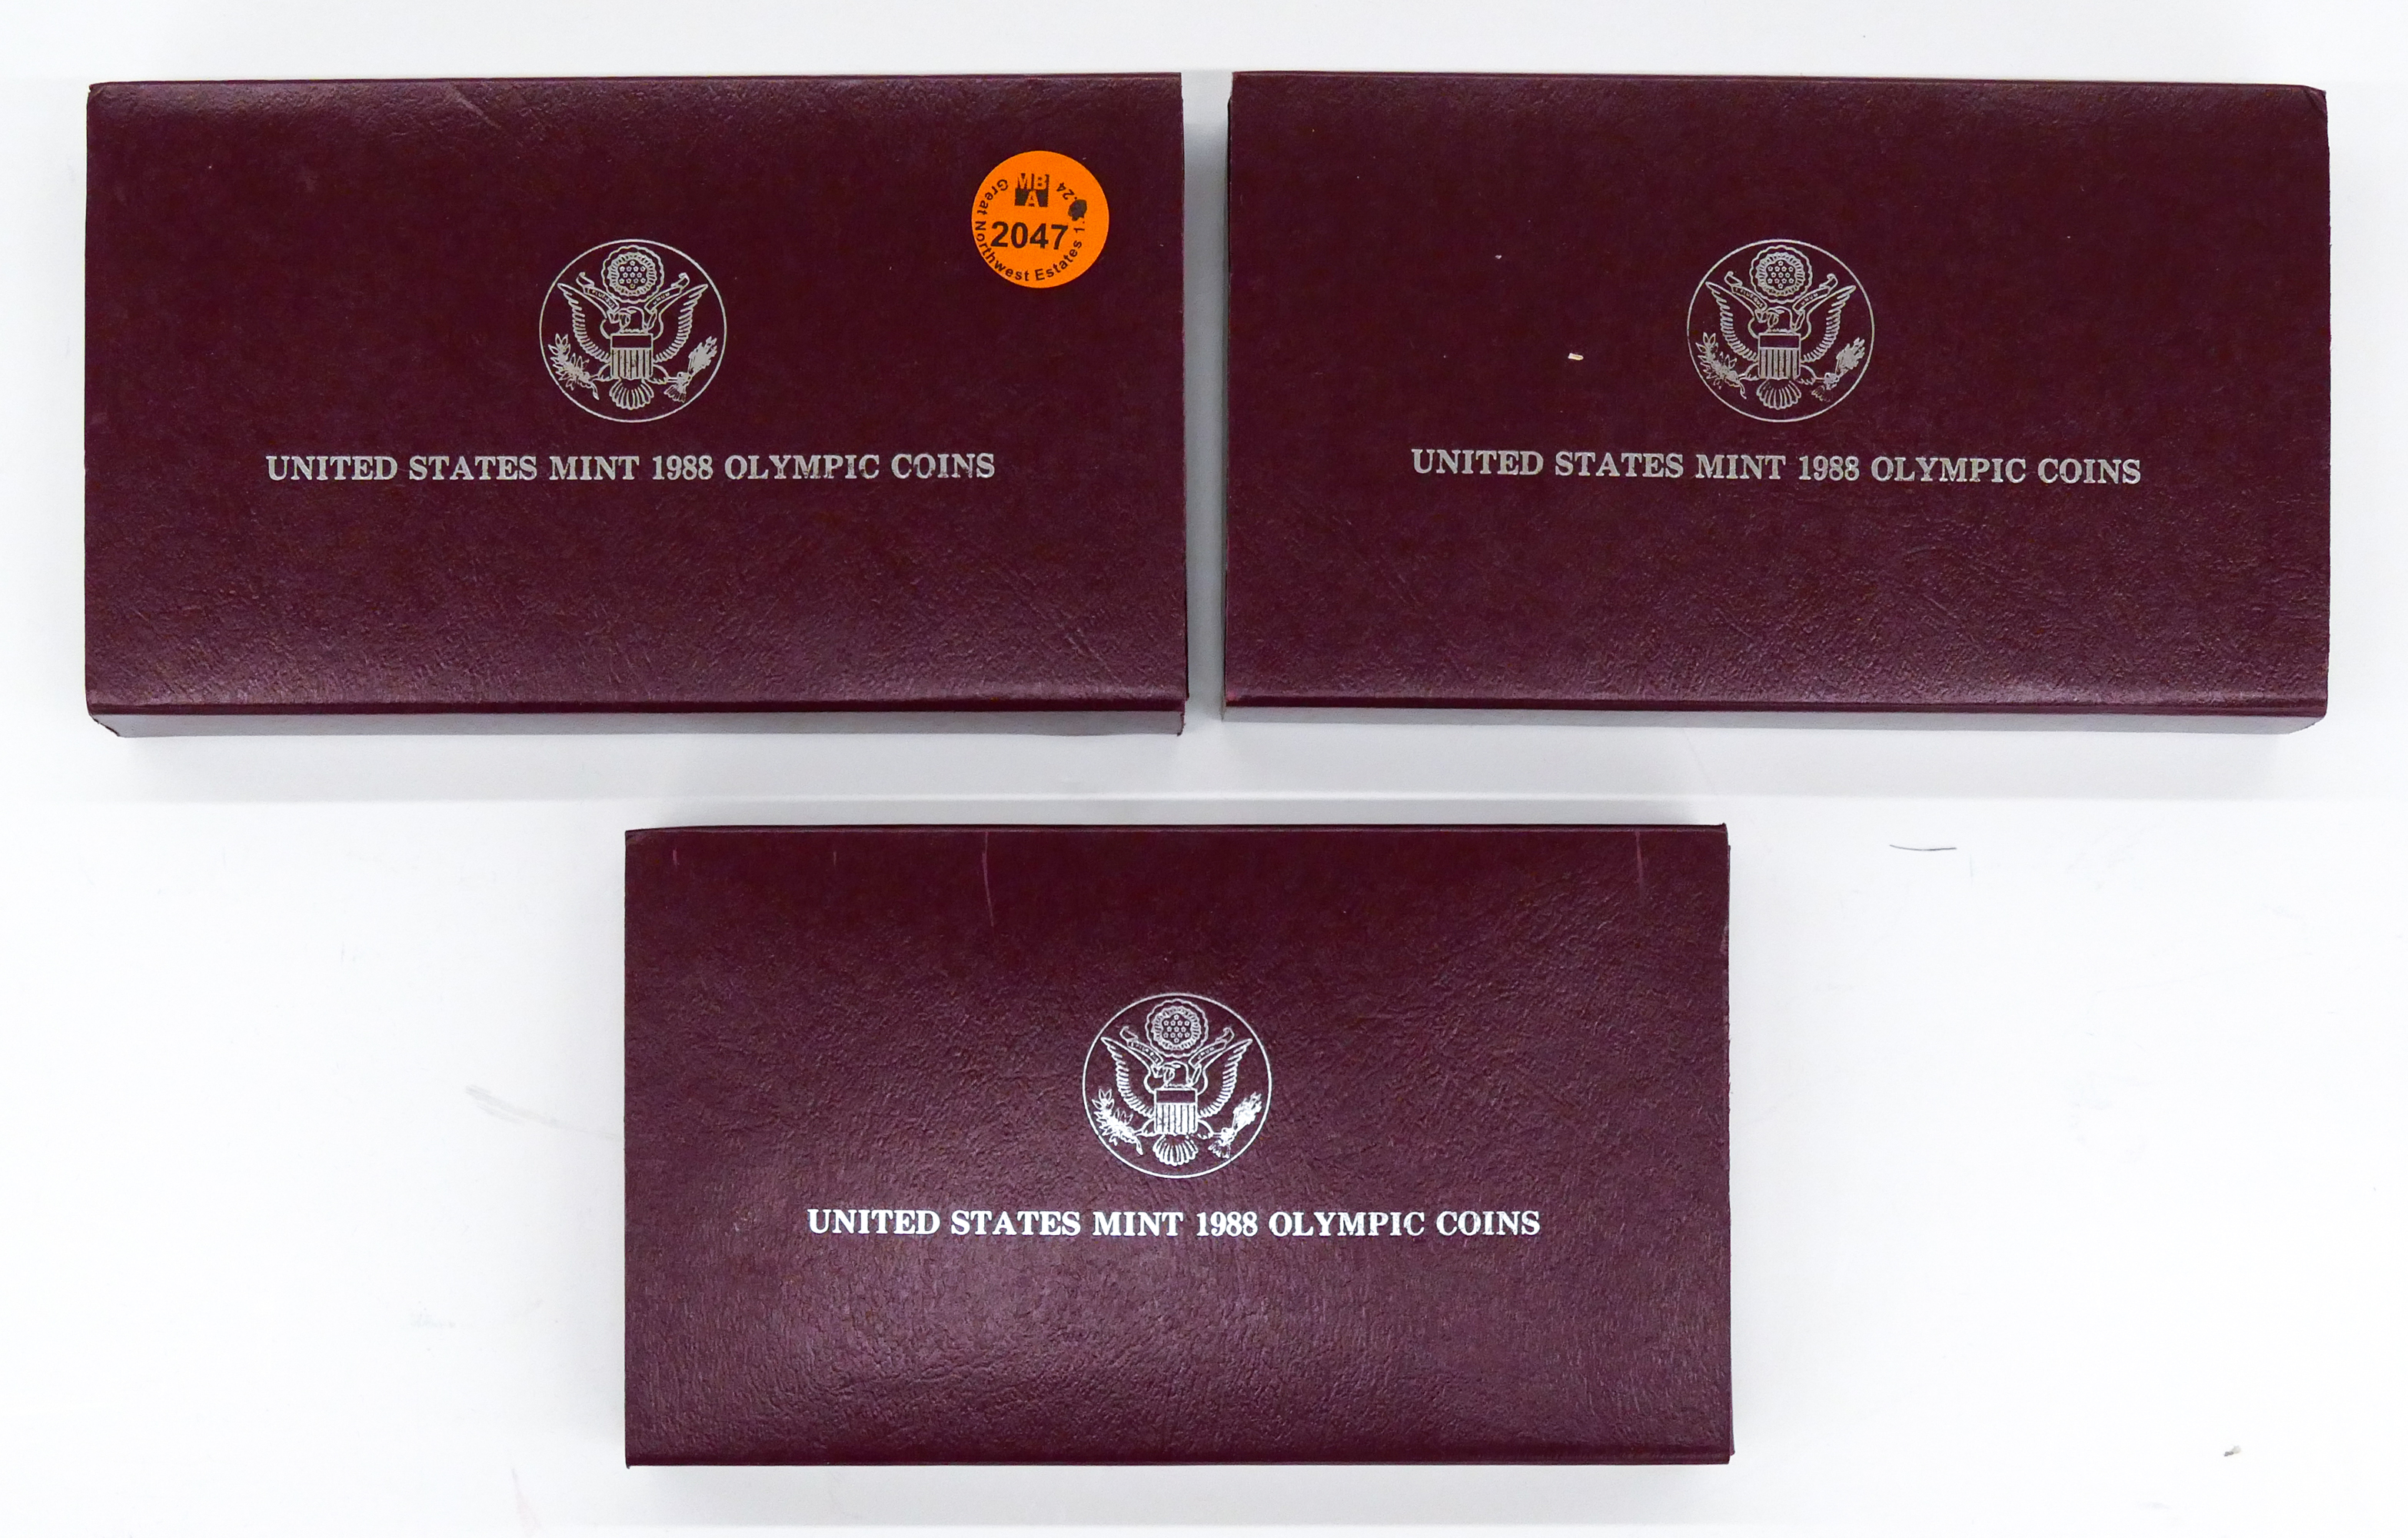 MB
A
2047
Great Northwest Estates
UNITED STATES MINT 1988 OLYMPIC COINS
UNITED STATES MINT 1988 OLYMPIC COINS
UNITED STATES MINT 1988 OLYMPIC COINS